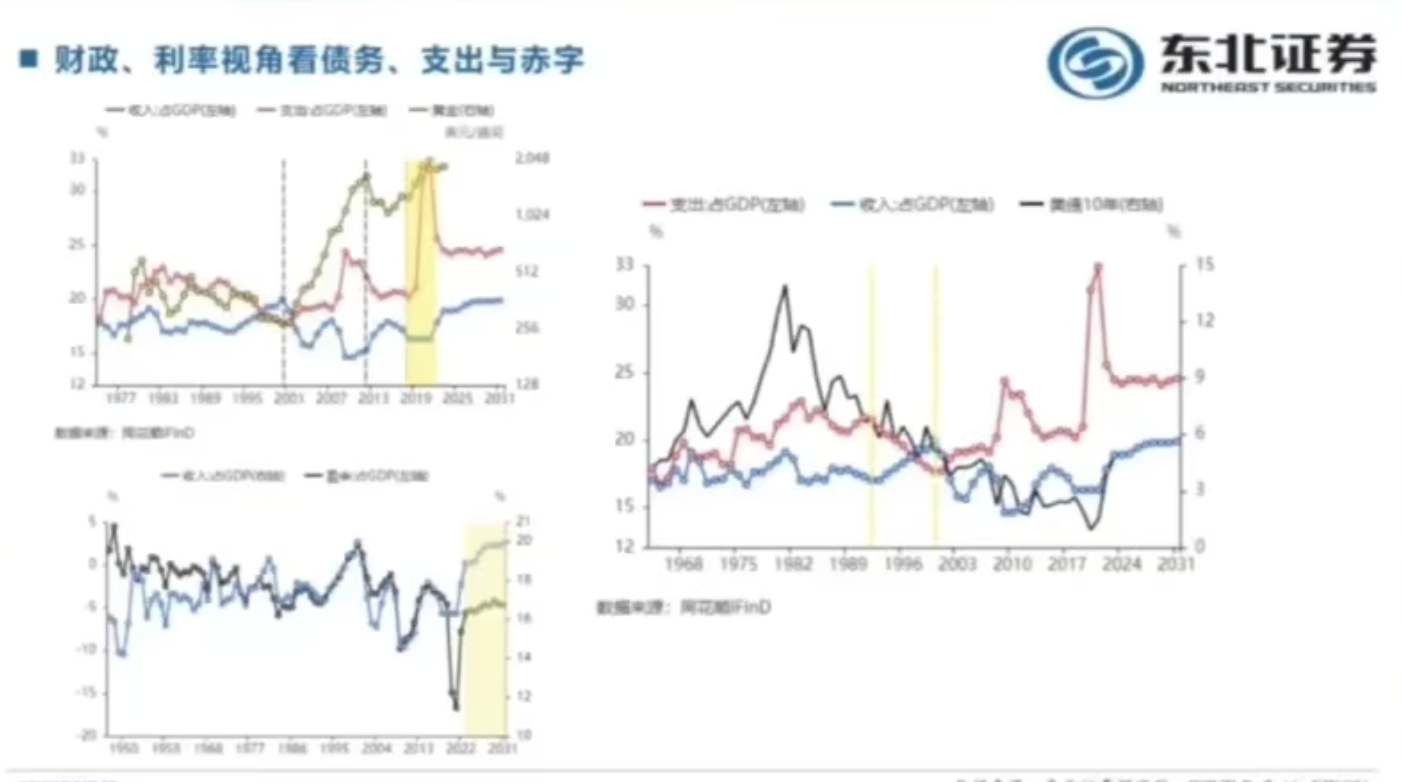 ■ 财政、利率视角看债务、支出与赤字
东北证券
NORTHEAST SECURITIES
收入:占GDP(左轴) 支出:占GDP(左轴) 黄金(右轴)
% 美元/盎司
33 2,048
30
1,024
25
512
20
256
15
12 128
1977 1983 1989 1995 2001 2007 2013 2019 2025 2031
数据来源：同花顺iFinD
收入:占GDP(右轴) 盈余:占GDP(左轴)
% %
5 21
20
0
18
-5
16
-10
14
-15
12
-20 10
1950 1959 1968 1977 1986 1995 2004 2013 2022 2031
支出:占GDP(左轴) 收入:占GDP(左轴) 美债10年(右轴)
% %
33 15
30
12
25
9
20
6
15
3
12 0
1968 1975 1982 1989 1996 2003 2010 2017 2024 2031
数据来源：同花顺iFinD